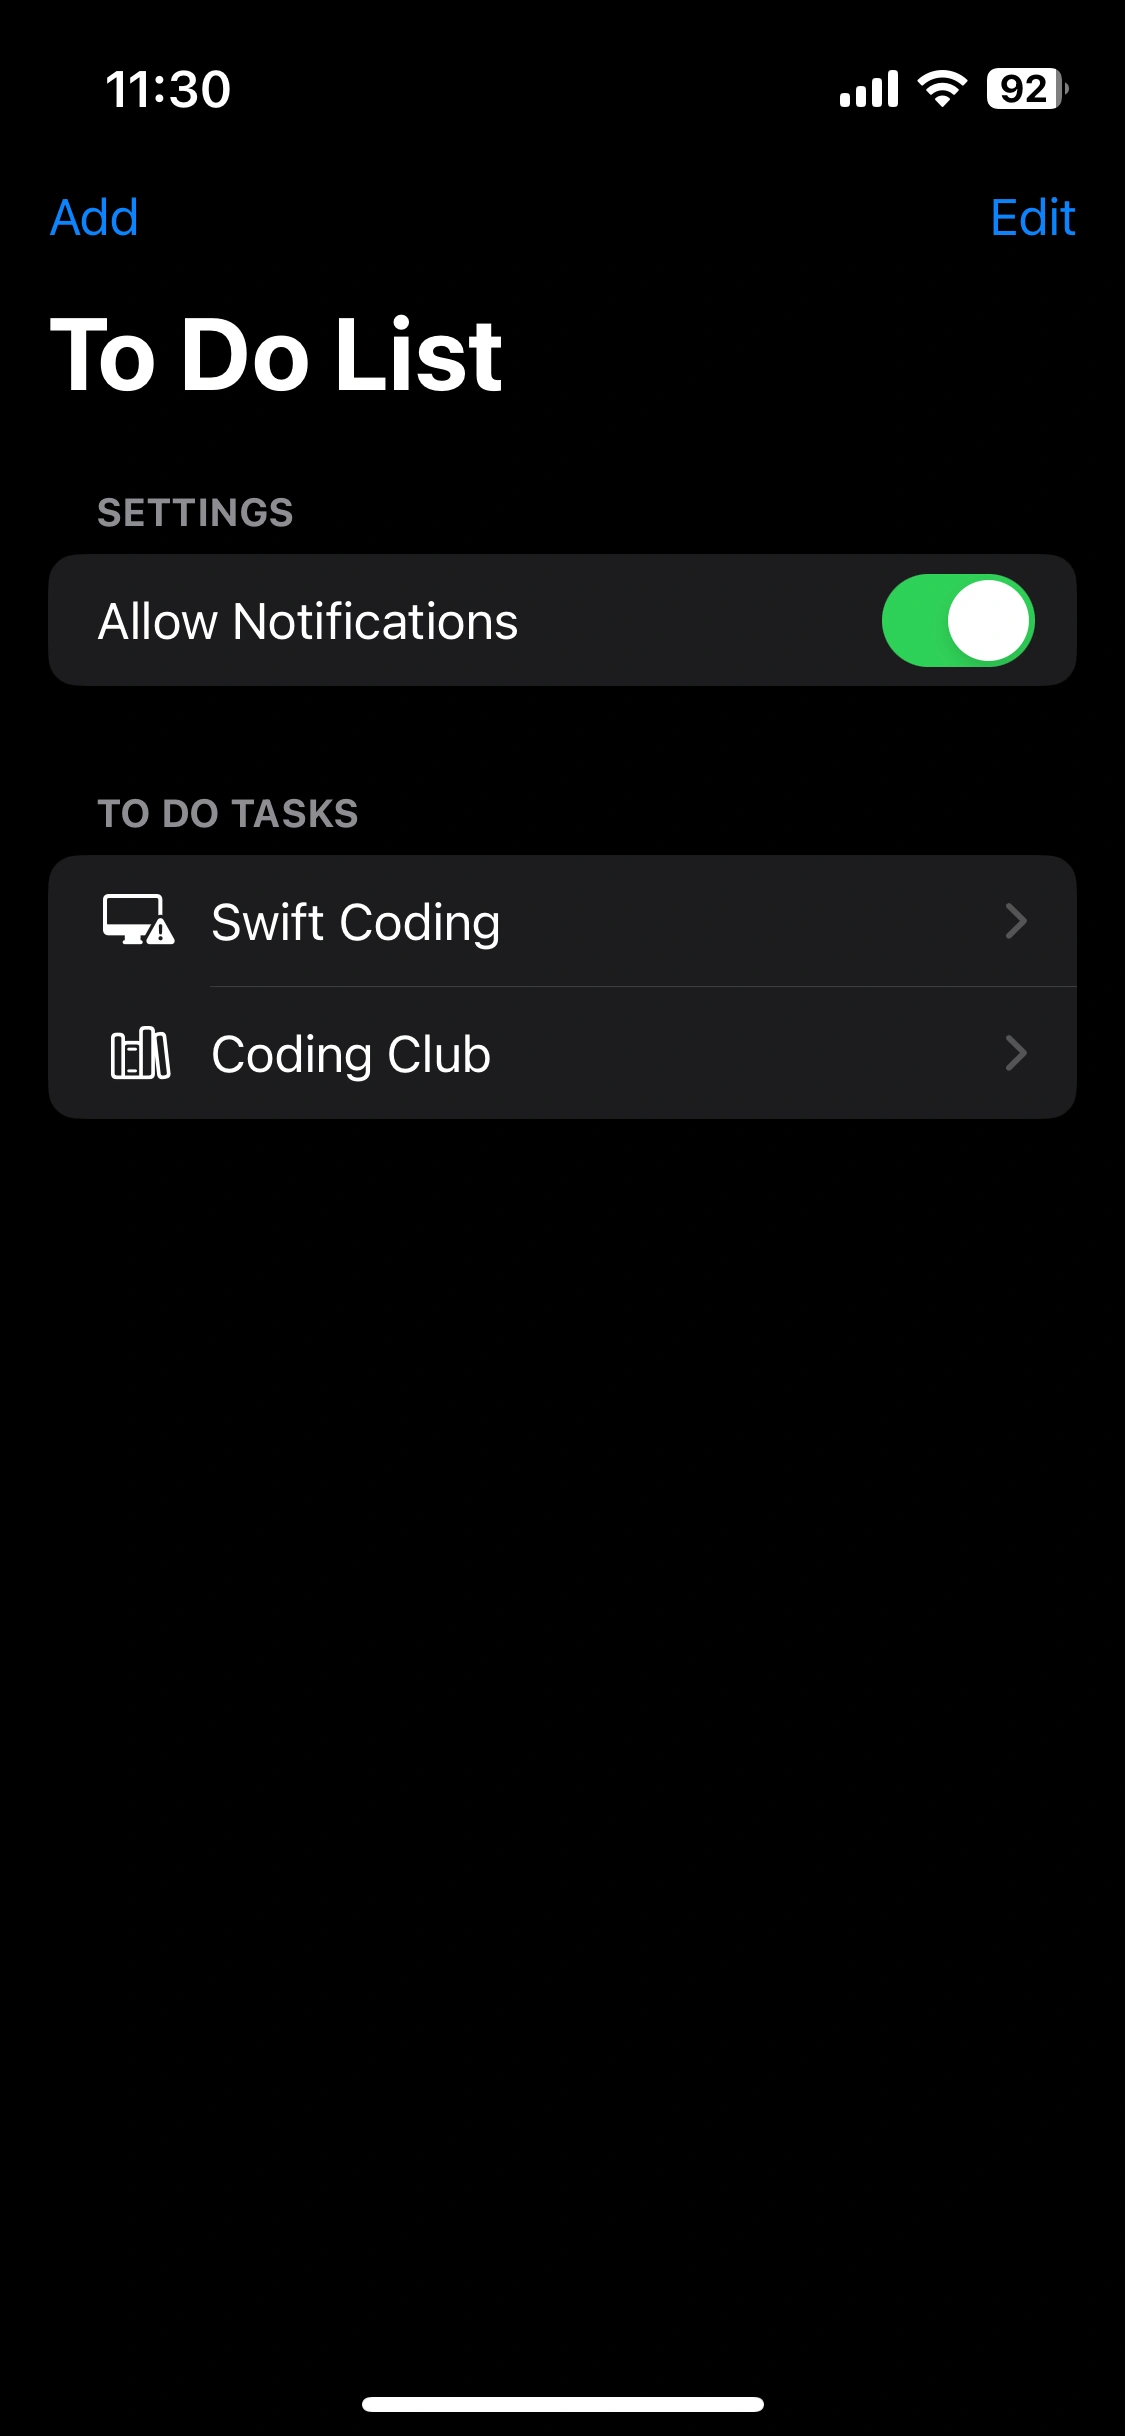 11:30
92
Add
Edit
To Do List
SETTINGS
Allow Notifications
TO DO TASKS
Swift Coding
Coding Club